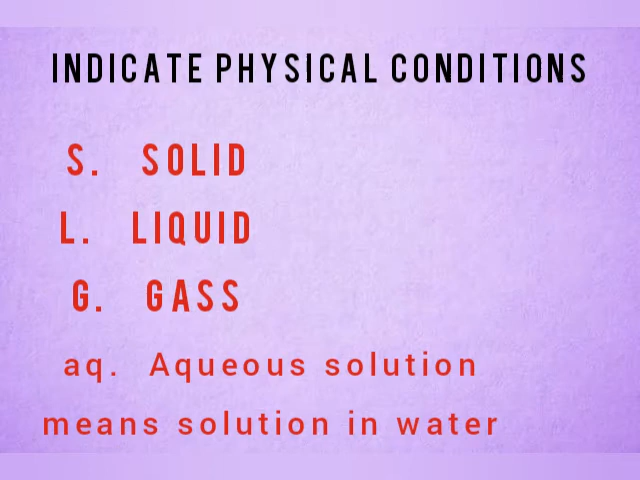 INDICATE PHYSICAL CONDITIONS
S. SOLID
L. LIQUID
G. GASS
aq. Aqueous solution
means solution in water